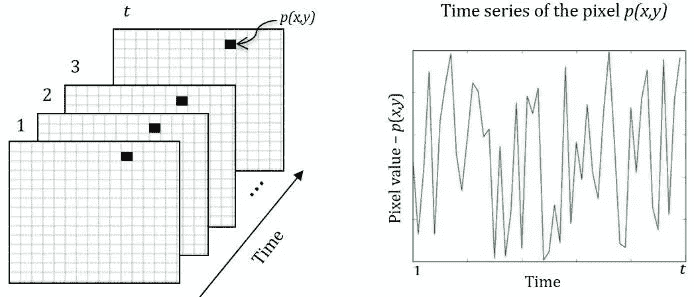 t
p(x,y)
3
2
1
...
Time
Time series of the pixel p(x,y)
Pixel value – p(x,y)
1
t
Time